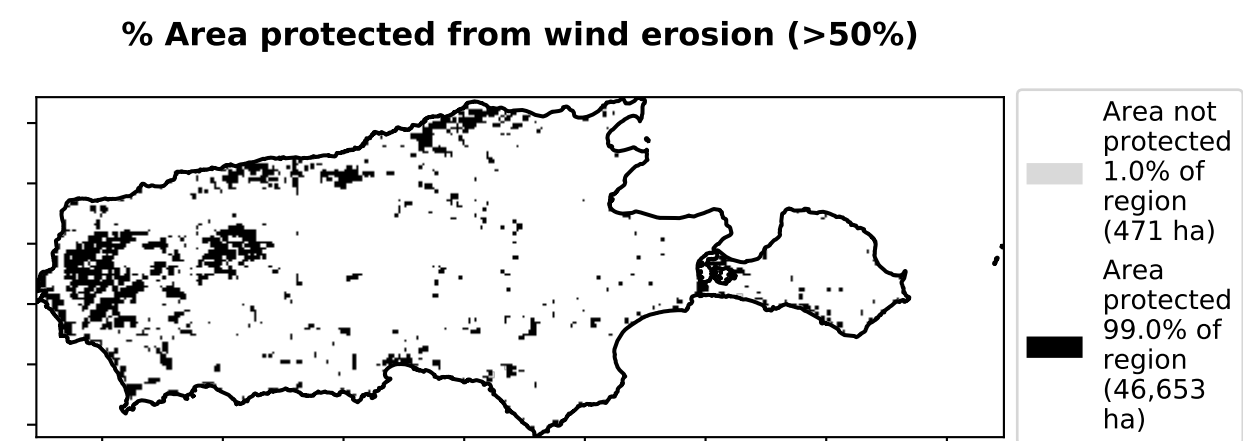 % Area protected from wind erosion (>50%)
Area not
protected
1.0% of
region
(471 ha)
Area
protected
99.0% of
region
(46,653
ha)